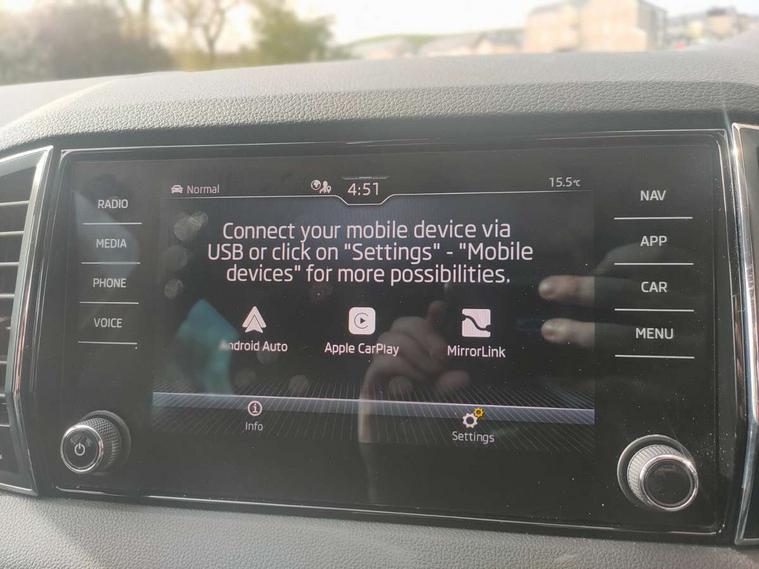 Normal
4:51
15.5°C
RADIO
MEDIA
PHONE
VOICE
Connect your mobile device via
USB or click on "Settings" - "Mobile
devices" for more possibilities.
Android Auto
Apple CarPlay
MirrorLink
Info
Settings
NAV
APP
CAR
MENU